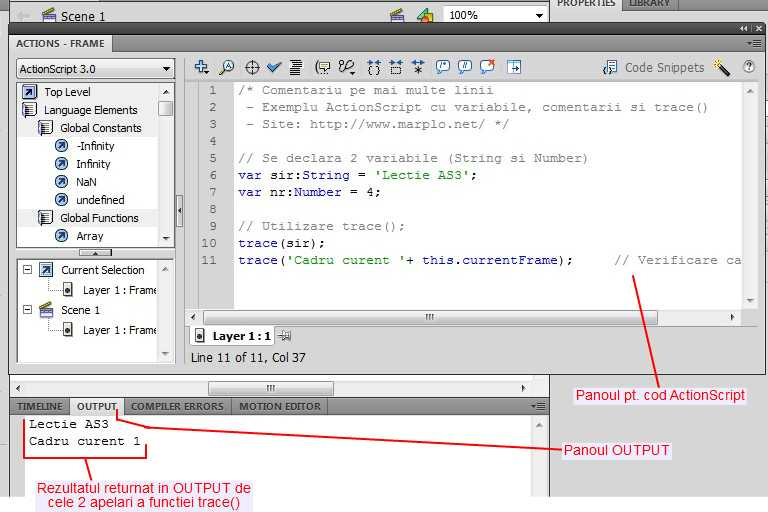 Scene 1
100%
PROPERTIES
LIBRARY
ACTIONS - FRAME
ActionScript 3.0
Code Snippets
Top Level
Language Elements
Global Constants
-Infinity
Infinity
NaN
undefined
Global Functions
Array
Current Selection
Layer 1 : Frame
Scene 1
Layer 1 : Frame
1 /* Comentariu pe mai multe linii
2 - Exemplu ActionScript cu variabile, comentarii si trace()
3 - Site: http://www.marplo.net/ */
4
5 // Se declara 2 variabile (String si Number)
6 var sir:String = 'Lectie AS3';
7 var nr:Number = 4;
8
9 // Utilizare trace();
10 trace(sir);
11 trace('Cadru curent '+ this.currentFrame); // Verificare ca
Layer 1 : 1
Line 11 of 11, Col 37
Panoul pt. cod ActionScript
TIMELINE
OUTPUT
COMPILER ERRORS
MOTION EDITOR
Lectie AS3
Cadru curent 1
Panoul OUTPUT
Rezultatul returnat in OUTPUT de
cele 2 apelari a functiei trace()